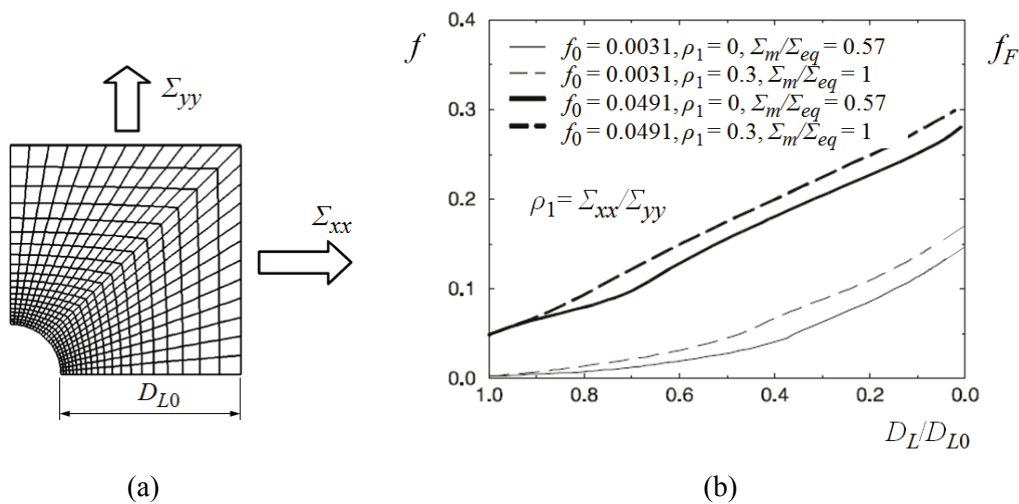 Σyy
Σxx
DL0
(a)
f
0.4
0.3
0.2
0.1
0.0
f0 = 0.0031, ρ1 = 0, Σm/Σeq = 0.57
f0 = 0.0031, ρ1 = 0.3, Σm/Σeq = 1
f0 = 0.0491, ρ1 = 0, Σm/Σeq = 0.57
f0 = 0.0491, ρ1 = 0.3, Σm/Σeq = 1
ρ1 = Σxx/Σyy
fF
1.0 0.8 0.6 0.4 0.2 0.0
DL/DL0
(b)